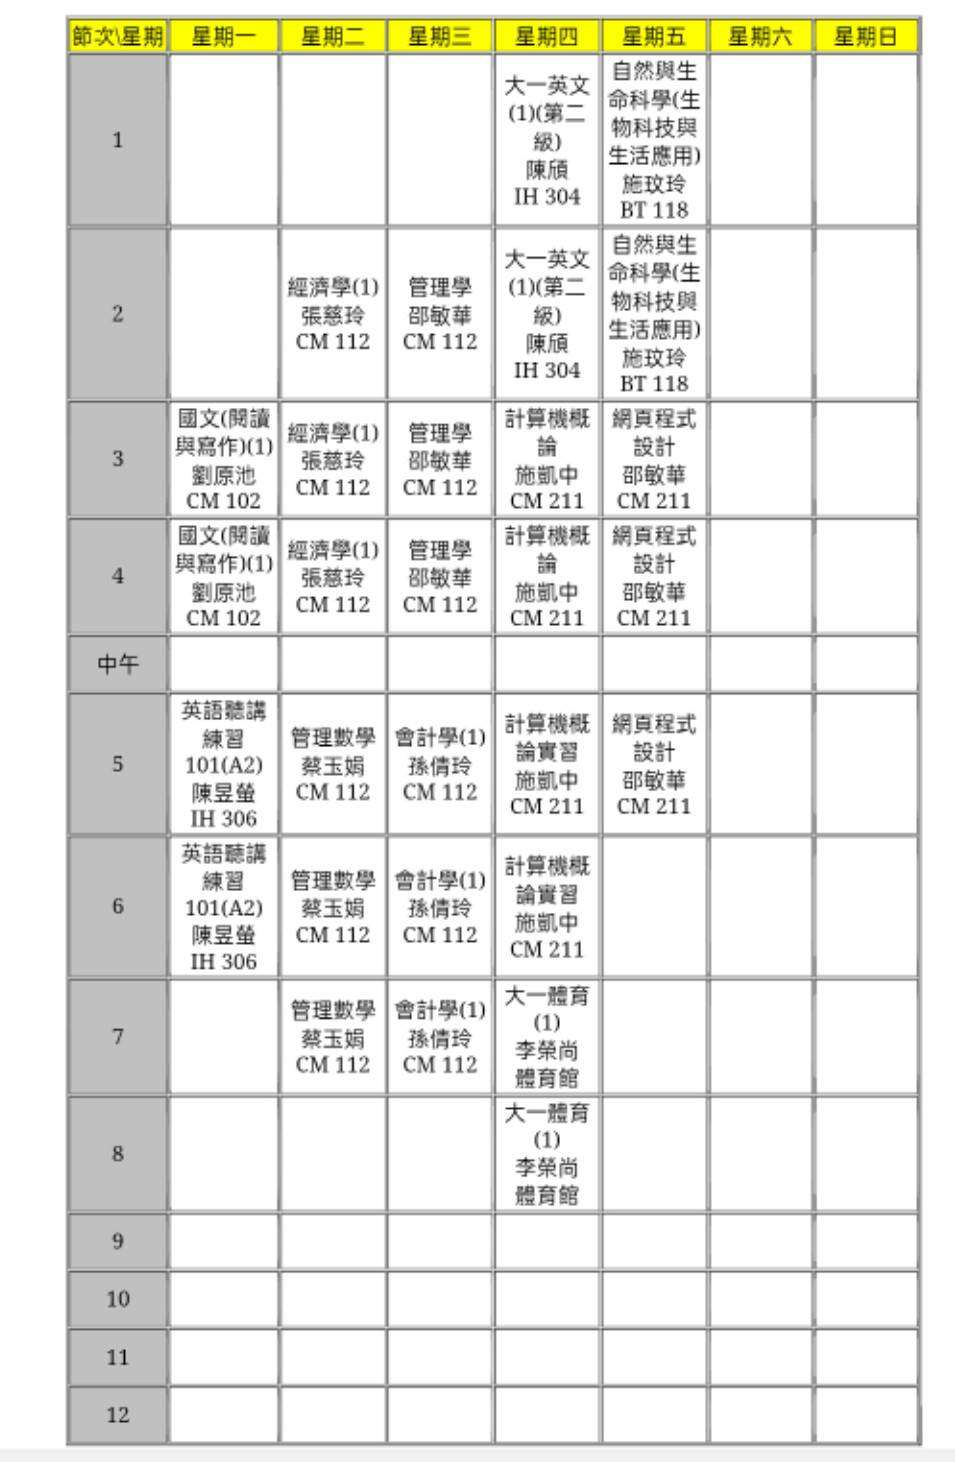 節次\星期 星期一 星期二 星期三 星期四 星期五 星期六 星期日
1
大一英文
(1)(第二
級)
陳頎
IH 304
自然與生
命科學(生
物科技與
生活應用)
施玟玲
BT 118
2
經濟學(1)
張慈玲
CM 112
管理學
邵敏華
CM 112
大一英文
(1)(第二
級)
陳頎
IH 304
自然與生
命科學(生
物科技與
生活應用)
施玟玲
BT 118
3
國文(閱讀
與寫作)(1)
劉原池
CM 102
經濟學(1)
張慈玲
CM 112
管理學
邵敏華
CM 112
計算機概
論
施凱中
CM 211
網頁程式
設計
邵敏華
CM 211
4
國文(閱讀
與寫作)(1)
劉原池
CM 102
經濟學(1)
張慈玲
CM 112
管理學
邵敏華
CM 112
計算機概
論
施凱中
CM 211
網頁程式
設計
邵敏華
CM 211
中午
5
英語聽講
練習
101(A2)
陳昱螢
IH 306
管理數學
蔡玉娟
CM 112
會計學(1)
孫倩玲
CM 112
計算機概
論實習
施凱中
CM 211
網頁程式
設計
邵敏華
CM 211
6
英語聽講
練習
101(A2)
陳昱螢
IH 306
管理數學
蔡玉娟
CM 112
會計學(1)
孫倩玲
CM 112
計算機概
論實習
施凱中
CM 211
7
管理數學
蔡玉娟
CM 112
會計學(1)
孫倩玲
CM 112
大一體育
(1)
李榮尚
體育館
8
大一體育
(1)
李榮尚
體育館
9
10
11
12